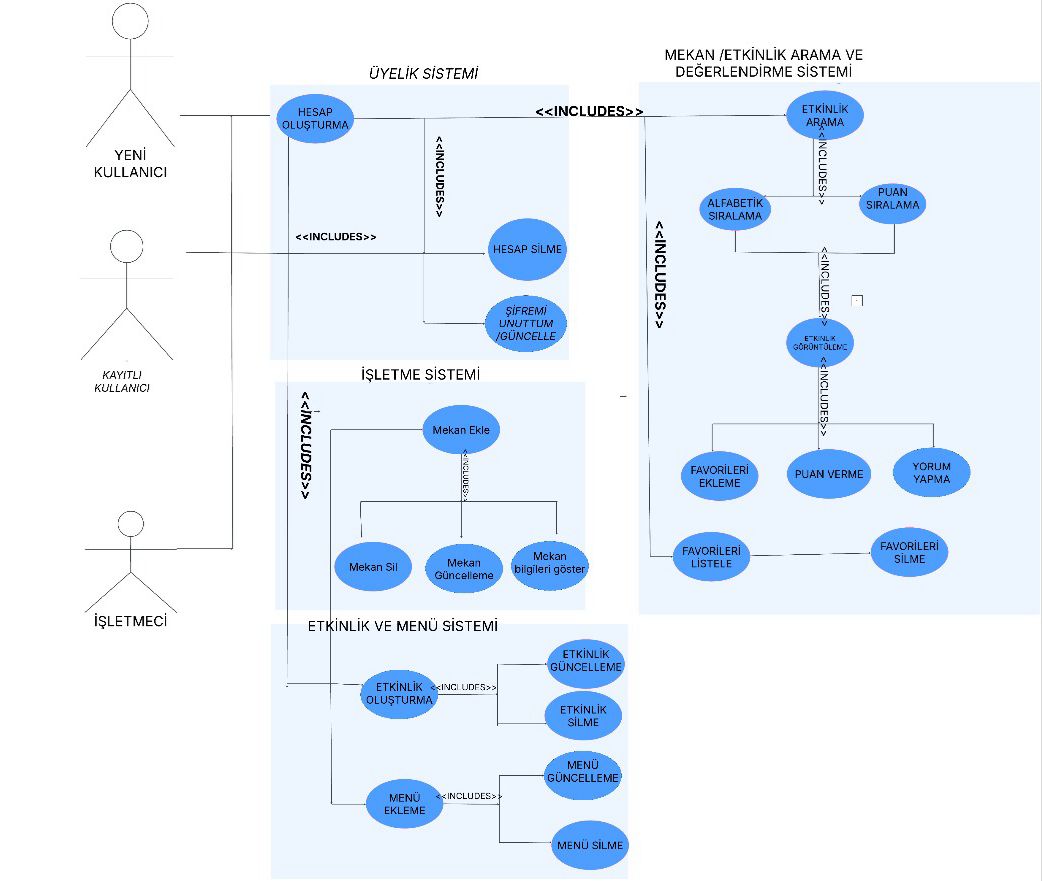 YENİ
KULLANICI
KAYITLI
KULLANICI
İŞLETMECİ
ÜYELİK SİSTEMİ
HESAP
OLUŞTURMA
<<INCLUDES>>
<<INCLUDES>>
<<INCLUDES>>
HESAP SİLME
ŞİFREMİ
UNUTTUM
/GÜNCELLE
İŞLETME SİSTEMİ
<<INCLUDES>>
Mekan Ekle
<<INCLUDES>>
Mekan Sil
Mekan
Güncelleme
Mekan
bilgileri göster
ETKİNLİK VE MENÜ SİSTEMİ
ETKİNLİK
OLUŞTURMA
<<INCLUDES>>
ETKİNLİK
GÜNCELLEME
ETKİNLİK
SİLME
MENÜ
EKLEME
<<INCLUDES>>
MENÜ
GÜNCELLEME
MENÜ SİLME
MEKAN /ETKİNLİK ARAMA VE
DEĞERLENDİRME SİSTEMİ
ETKİNLİK
ARAMA
<<INCLUDES>>
ALFABETİK
SIRALAMA
PUAN
SIRALAMA
<<INCLUDES>>
<<INCLUDES>>
ETKINLIK
GÖRÜNTÜLEME
<<INCLUDES>>
FAVORİLERİ
EKLEME
PUAN VERME
YORUM
YAPMA
FAVORİLERİ
LİSTELE
FAVORİLERİ
SİLME